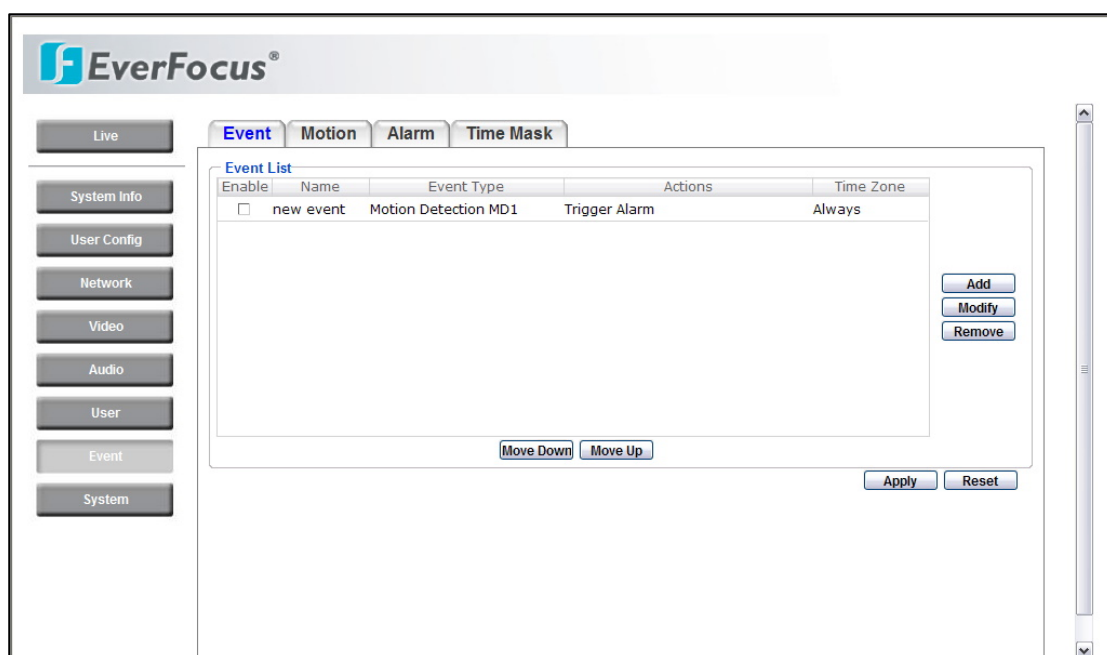 EverFocus®
Live
System Info
User Config
Network
Video
Audio
User
Event
System
Event Motion Alarm Time Mask
Event List
Enable Name Event Type Actions Time Zone
new event Motion Detection MD1 Trigger Alarm Always
Add
Modify
Remove
Move Down Move Up
Apply Reset